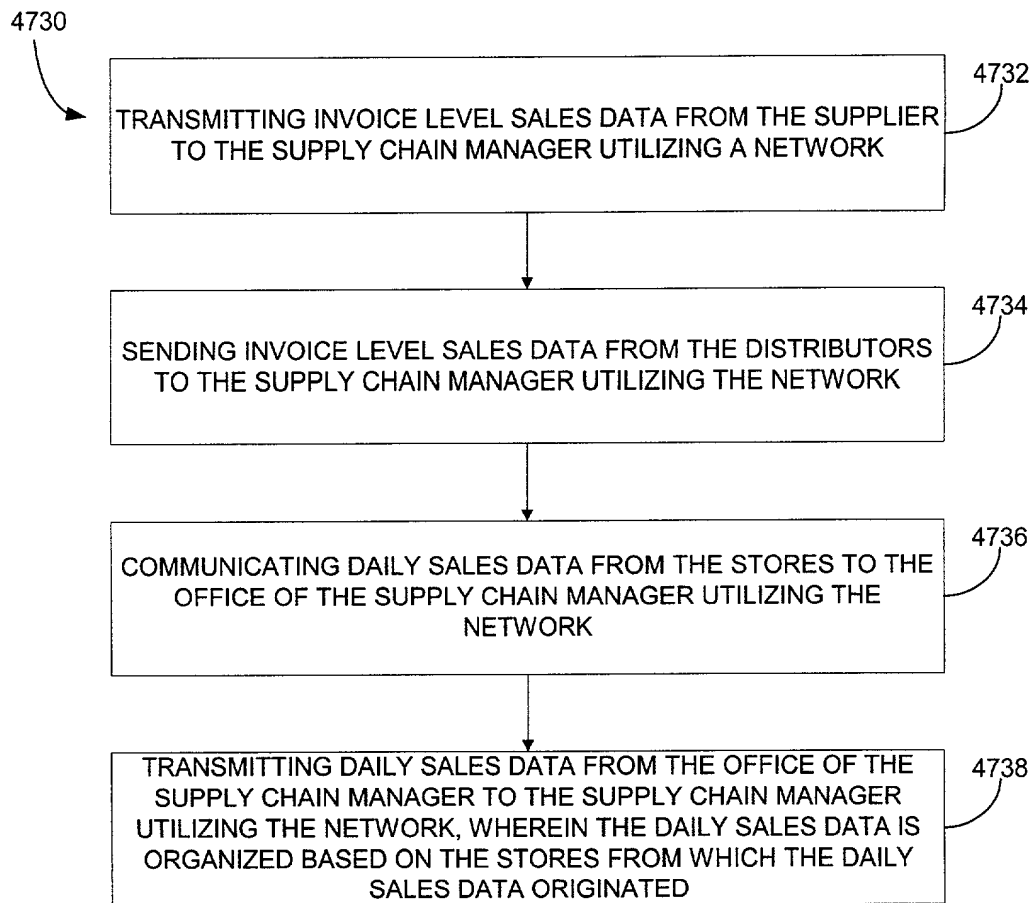 4730
4732
TRANSMITTING INVOICE LEVEL SALES DATA FROM THE SUPPLIER
TO THE SUPPLY CHAIN MANAGER UTILIZING A NETWORK
4734
SENDING INVOICE LEVEL SALES DATA FROM THE DISTRIBUTORS
TO THE SUPPLY CHAIN MANAGER UTILIZING THE NETWORK
4736
COMMUNICATING DAILY SALES DATA FROM THE STORES TO THE
OFFICE OF THE SUPPLY CHAIN MANAGER UTILIZING THE
NETWORK
4738
TRANSMITTING DAILY SALES DATA FROM THE OFFICE OF THE
SUPPLY CHAIN MANAGER TO THE SUPPLY CHAIN MANAGER
UTILIZING THE NETWORK, WHEREIN THE DAILY SALES DATA IS
ORGANIZED BASED ON THE STORES FROM WHICH THE DAILY
SALES DATA ORIGINATED